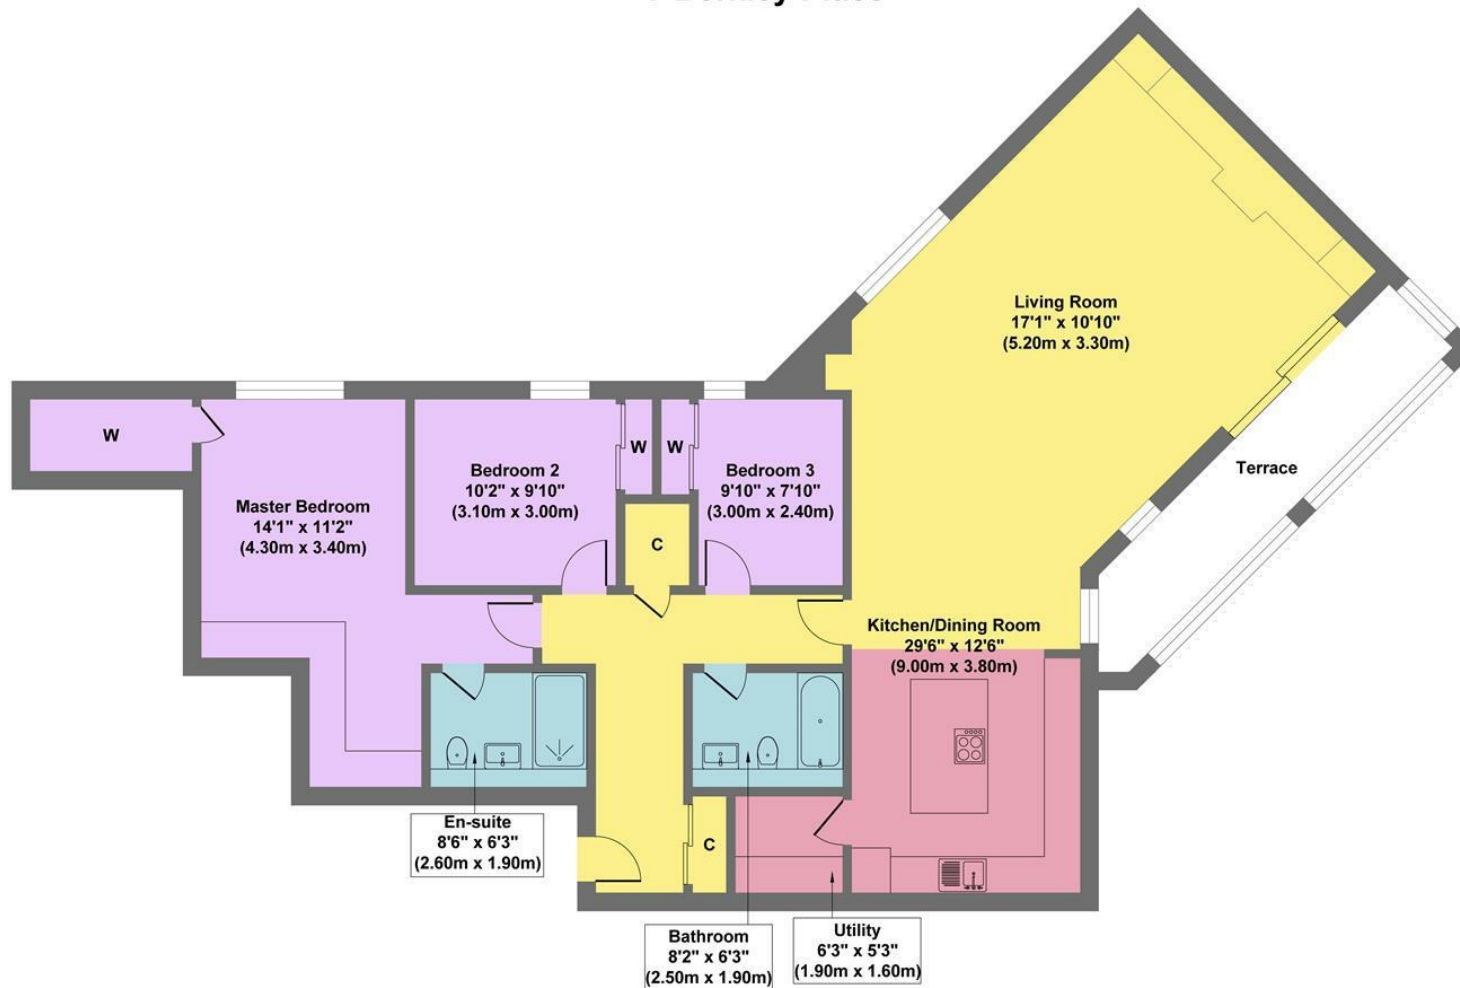 Living Room
17'1" x 10'10"
(5.20m x 3.30m)
W
Bedroom 2
10'2" x 9'10"
(3.10m x 3.00m)
W
W
Bedroom 3
9'10" x 7'10"
(3.00m x 2.40m)
Terrace
Master Bedroom
14'1" x 11'2"
(4.30m x 3.40m)
C
Kitchen/Dining Room
29'6" x 12'6"
(9.00m x 3.80m)
En-suite
8'6" x 6'3"
(2.60m x 1.90m)
C
Bathroom
8'2" x 6'3"
(2.50m x 1.90m)
Utility
6'3" x 5'3"
(1.90m x 1.60m)